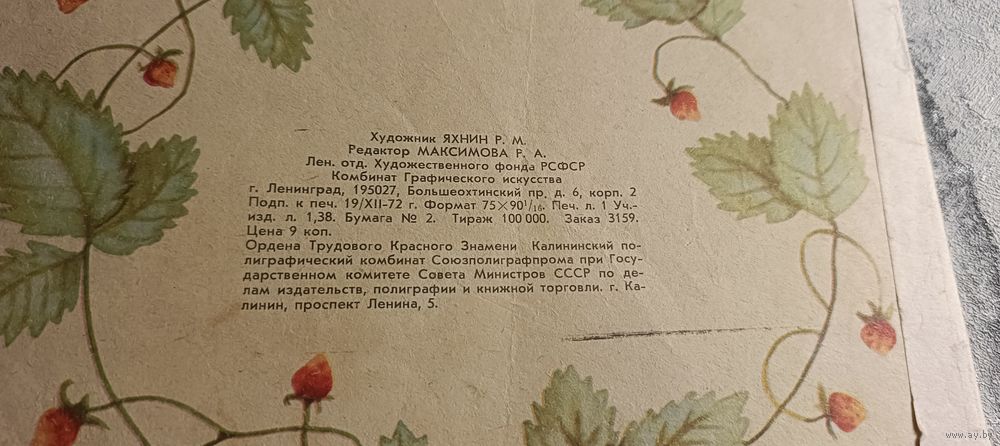 Художник ЯХНИН Р. М.
Редактор МАКСИМОВА Р. А.
Лен. отд. Художественного фонда РСФСР
Комбинат Графического искусства
г. Ленинград, 195027, Большеохтинский пр. д. 6, корп. 2
Подп. к печ. 19/XII-72 г. Формат 75×90¹/₁₆. Печ. л. 1 Уч.-
изд. л. 1,38. Бумага № 2. Тираж 100 000. Заказ 3159.
Цена 9 коп.
Ордена Трудового Красного Знамени Калининский по-
лиграфический комбинат Союзполиграфпрома при Госу-
дарственном комитете Совета Министров СССР по де-
лам издательств, полиграфии и книжной торговли. г. Ка-
линин, проспект Ленина, 5.
www.ay.by